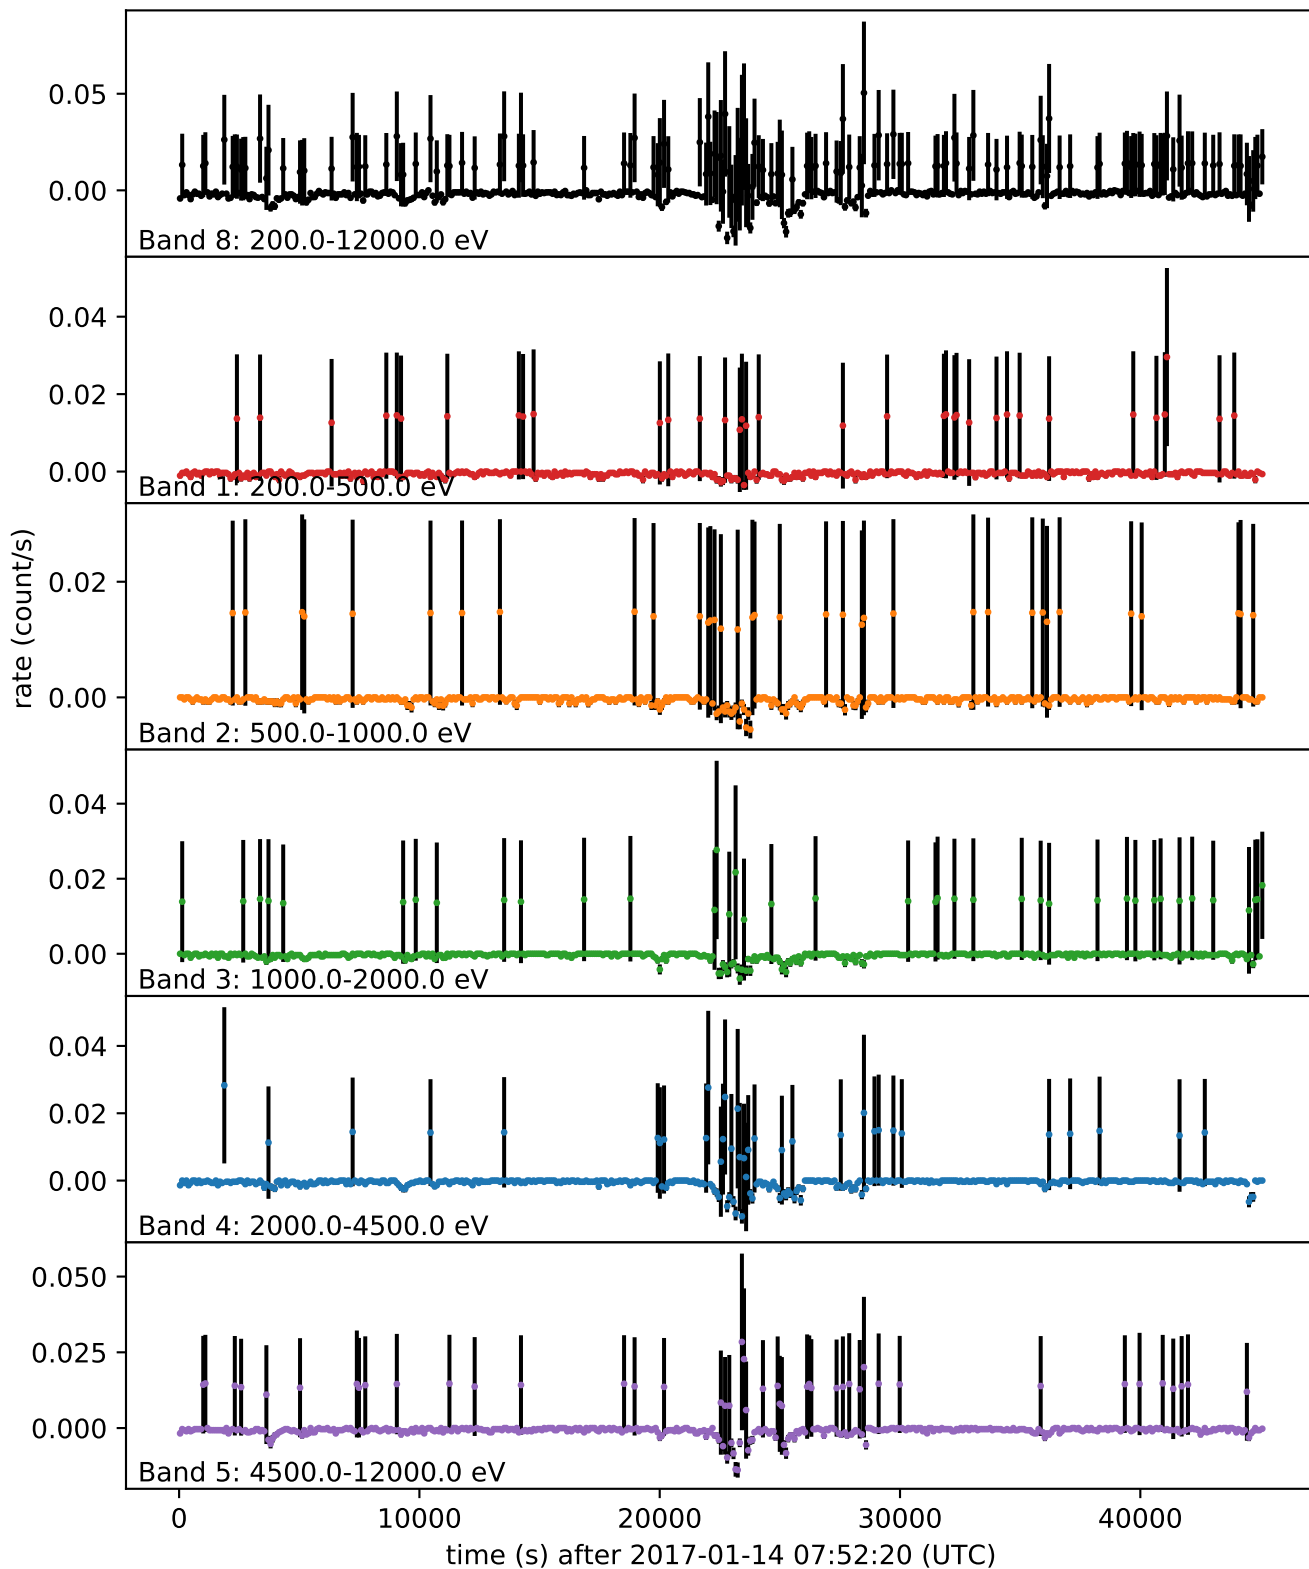 0.05
0.00
Band 8: 200.0-12000.0 eV
0.04
0.02
0.00
Band 1: 200.0-500.0 eV
rate (count/s)
0.02
0.00
Band 2: 500.0-1000.0 eV
0.04
0.02
0.00
Band 3: 1000.0-2000.0 eV
0.04
0.02
0.00
Band 4: 2000.0-4500.0 eV
0.050
0.025
0.000
Band 5: 4500.0-12000.0 eV
0 10000 20000 30000 40000
time (s) after 2017-01-14 07:52:20 (UTC)